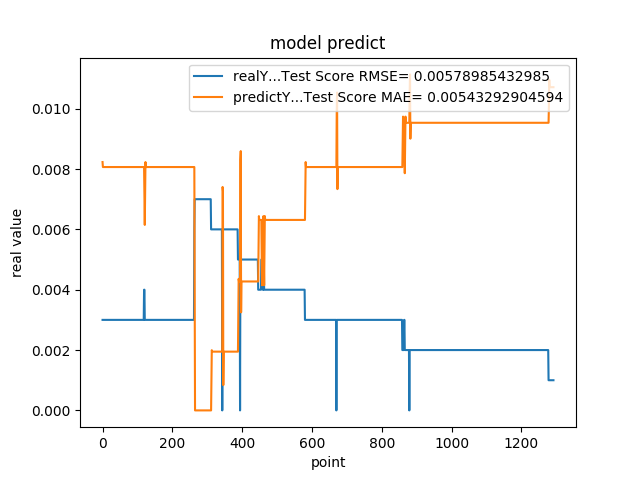 model predict
realY...Test Score RMSE= 0.00578985432985
predictY...Test Score MAE= 0.00543292904594
0.010
0.008
0.006
0.004
0.002
0.000
real value
0 200 400 600 800 1000 1200
point